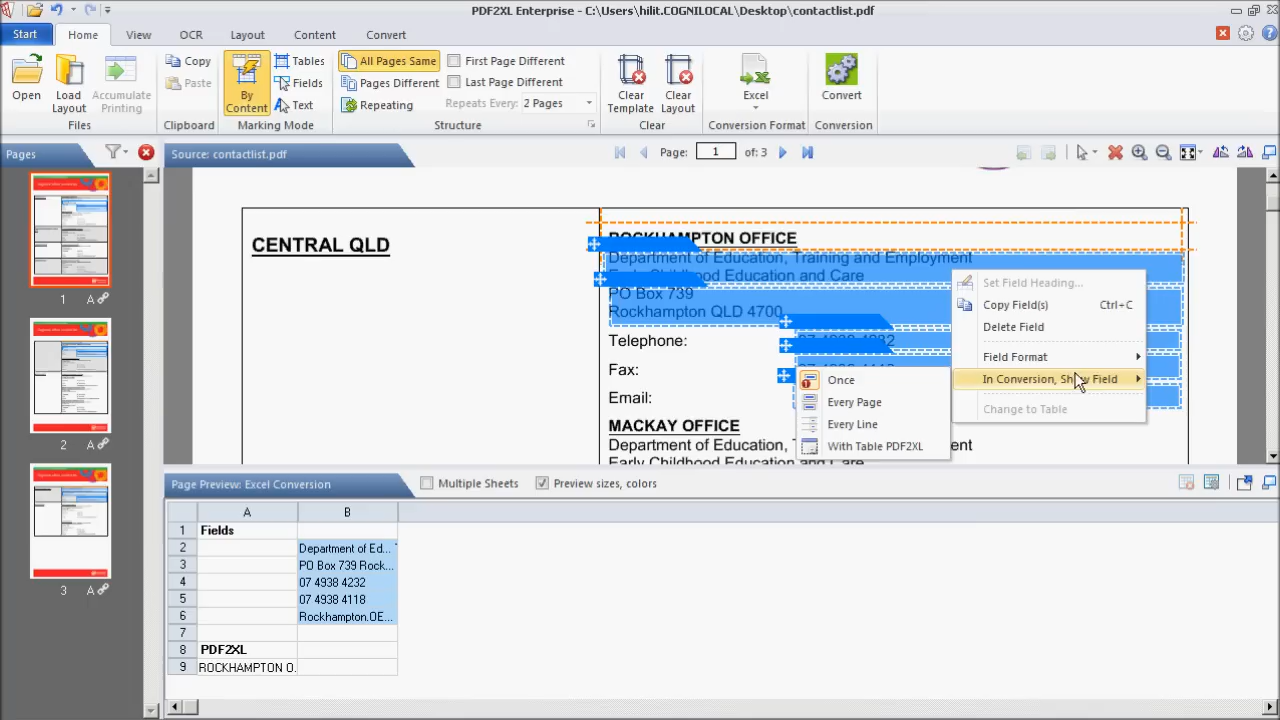 PDF2XL Enterprise - C:\Users\hilit.COGNILOCAL\Desktop\contactlist.pdf
Start Home View OCR Layout Content Convert
Copy Tables All Pages Same First Page Different
Paste Fields Pages Different Last Page Different
Open Load Layout Accumulate Printing By Content Text Repeating Repeats Every: 2 Pages Clear Template Clear Layout Excel Convert
Files Clipboard Marking Mode Structure Clear Conversion Format Conversion
Pages Source: contactlist.pdf Page: 1 of: 3
1 A
2 A
3 A
CENTRAL QLD
ROCKHAMPTON OFFICE
Department of Education, Training and Employment
Early Childhood Education and Care
PO Box 739
Rockhampton QLD 4700
Telephone:
Fax:
Email:
MACKAY OFFICE
Department of Education,
Early Childhood Education and Care
Set Field Heading...
Copy Field(s) Ctrl+C
Delete Field
Field Format
In Conversion, Show Field
Change to Table
Once
Every Page
Every Line
With Table PDF2XL
Page Preview: Excel Conversion Multiple Sheets Preview sizes, colors
A B
1 Fields
2 Department of Ed...
3 PO Box 739 Rock...
4 07 4938 4232
5 07 4938 4118
6 Rockhampton.OE...
7
8 PDF2XL
9 ROCKHAMPTON O.